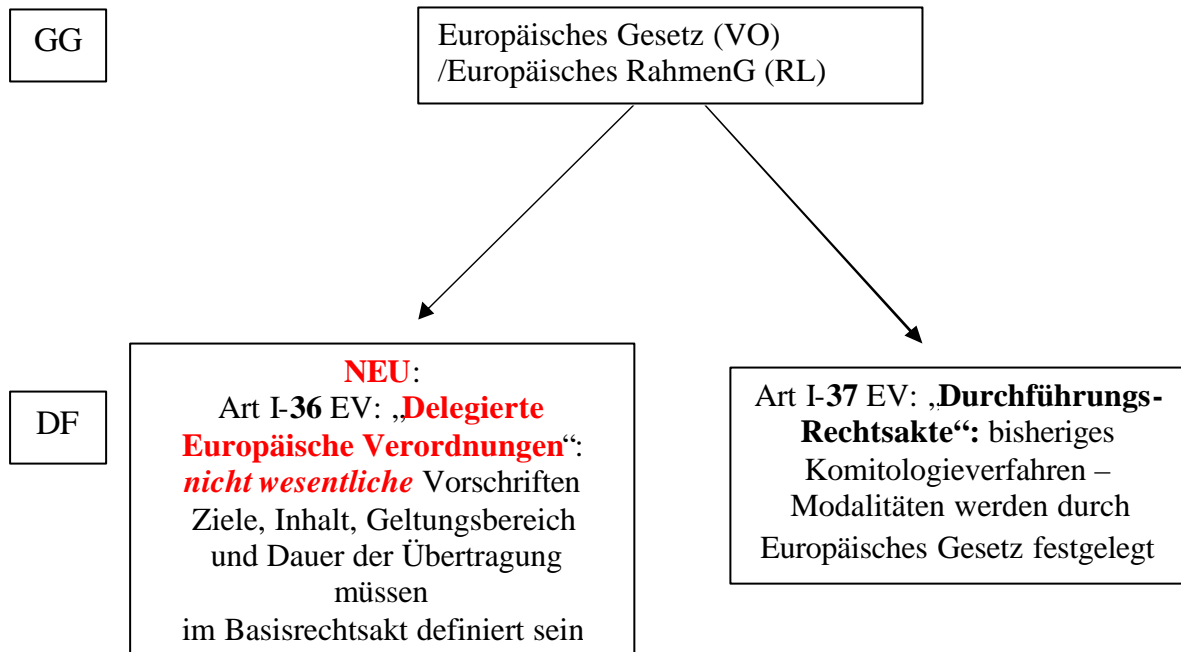 GG
Europäisches Gesetz (VO)
/Europäisches RahmenG (RL)
DF
NEU:
Art I-36 EV: „Delegierte
Europäische Verordnungen“:
nicht wesentliche Vorschriften
Ziele, Inhalt, Geltungsbereich
und Dauer der Übertragung
müssen
im Basisrechtsakt definiert sein
Art I-37 EV: „Durchführungs-
Rechtsakte“: bisheriges
Komitologieverfahren –
Modalitäten werden durch
Europäisches Gesetz festgelegt